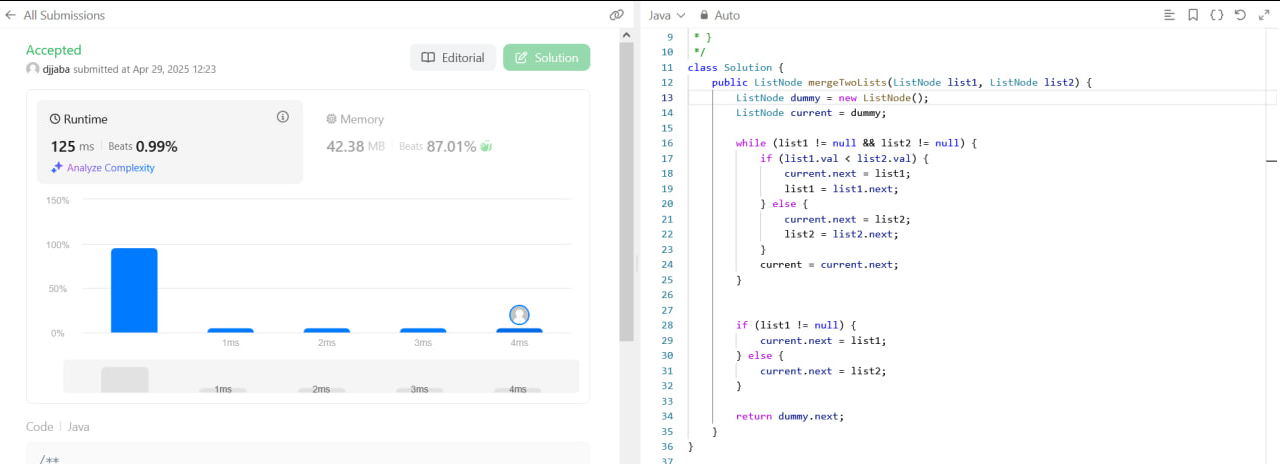 All Submissions
Accepted
djjaba submitted at Apr 29, 2025 12:23
Editorial
Solution
Runtime
125 ms | Beats 0.99%
Analyze Complexity
Memory
42.38 MB | Beats 87.01%
150%
100%
50%
0%
1ms 2ms 3ms 4ms
1ms 2ms 3ms 4ms
Code | Java
/**
Java Auto
9 * }
10 */
11 class Solution {
12 public ListNode mergeTwoLists(ListNode list1, ListNode list2) {
13 ListNode dummy = new ListNode();
14 ListNode current = dummy;
15
16 while (list1 != null && list2 != null) {
17 if (list1.val < list2.val) {
18 current.next = list1;
19 list1 = list1.next;
20 } else {
21 current.next = list2;
22 list2 = list2.next;
23 }
24 current = current.next;
25 }
26
27
28 if (list1 != null) {
29 current.next = list1;
30 } else {
31 current.next = list2;
32 }
33
34 return dummy.next;
35 }
36 }
37